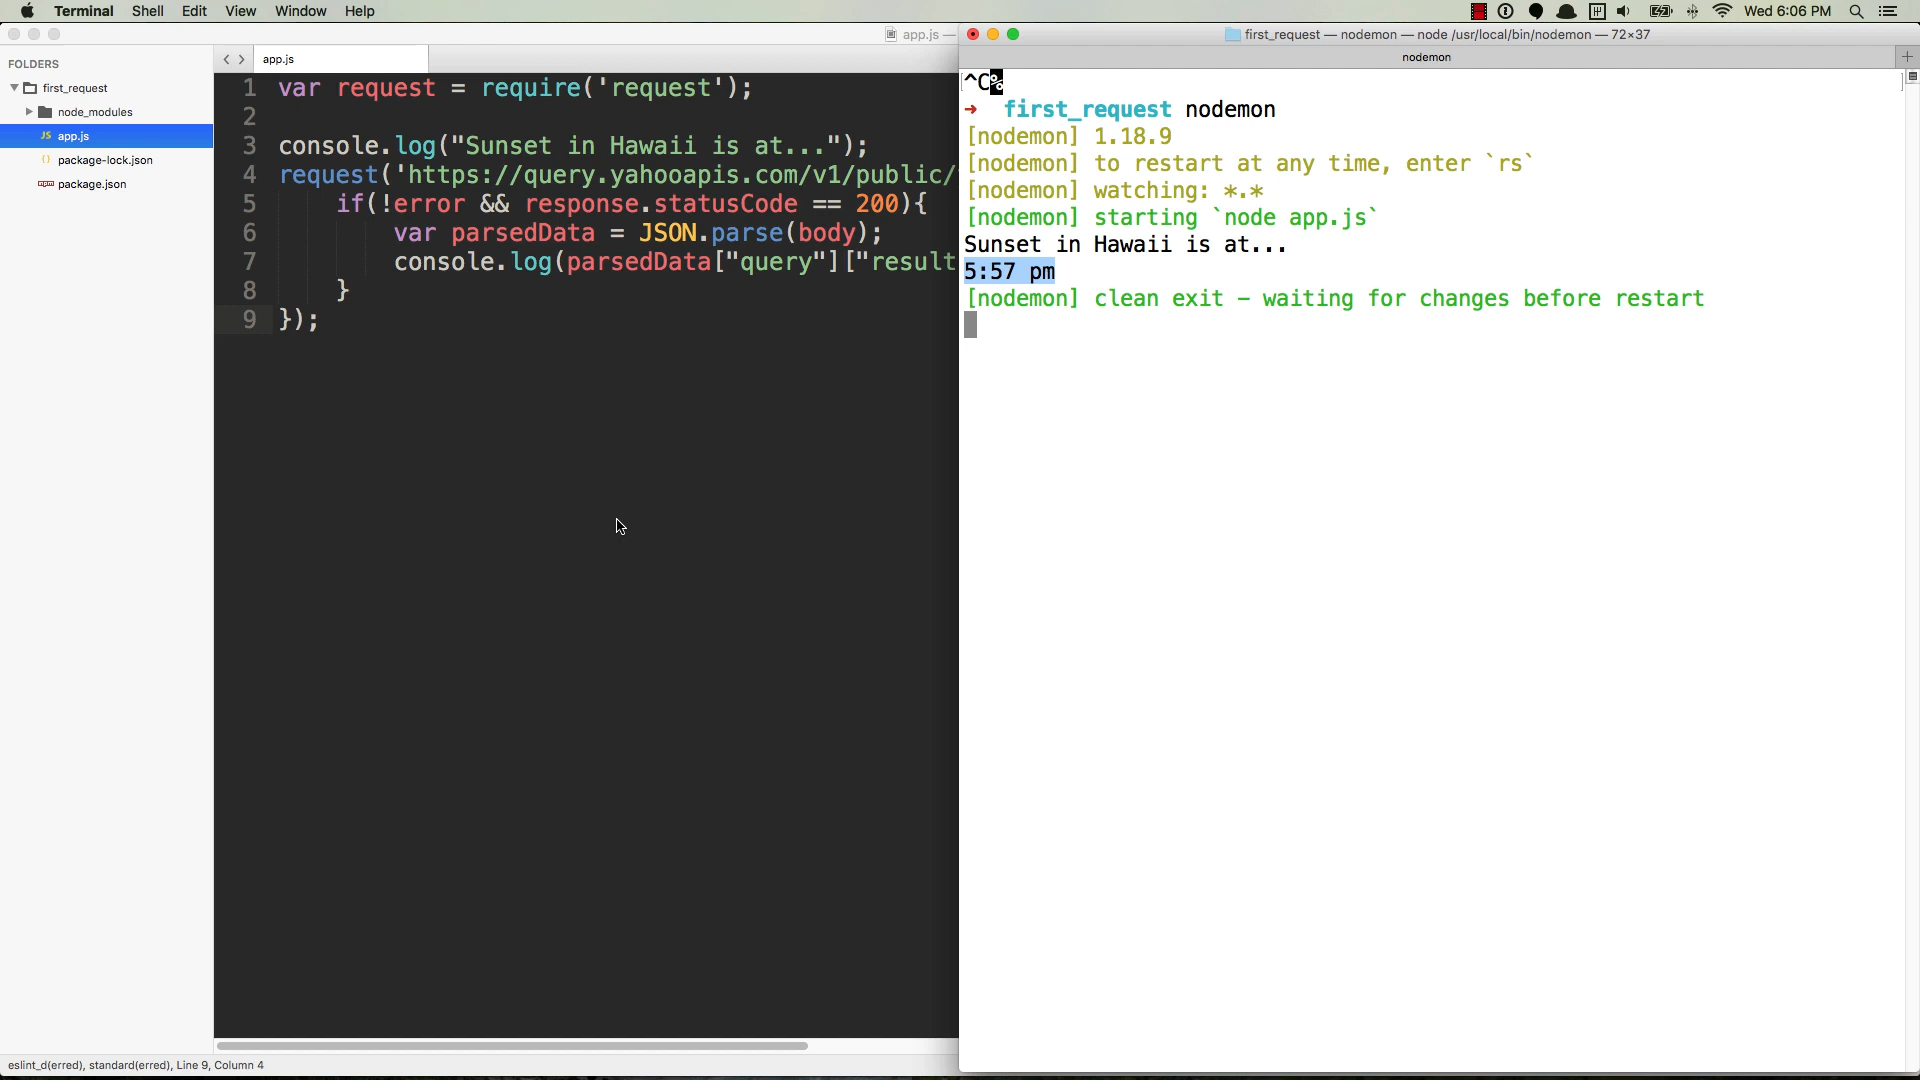 Terminal Shell Edit View Window Help
Wed 6:06 PM
app.js —
first_request — nodemon — node /usr/local/bin/nodemon — 72×37
FOLDERS
first_request
node_modules
JS app.js
package-lock.json
package.json
app.js
1 var request = require('request');
2
3 console.log("Sunset in Hawaii is at...");
4 request('https://query.yahooapis.com/v1/public/
5 if(!error && response.statusCode == 200){
6 var parsedData = JSON.parse(body);
7 console.log(parsedData["query"]["result
8 }
9 });
nodemon
^C%
→ first_request nodemon
[nodemon] 1.18.9
[nodemon] to restart at any time, enter `rs`
[nodemon] watching: *.*
[nodemon] starting `node app.js`
Sunset in Hawaii is at...
5:57 pm
[nodemon] clean exit - waiting for changes before restart
eslint_d(erred), standard(erred), Line 9, Column 4